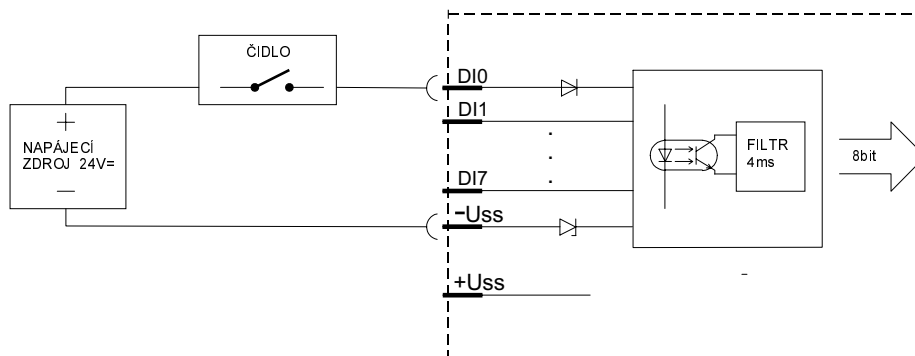 ČIDLO
DI0
DI1
NAPÁJECÍ
ZDROJ 24V=
FILTR
4ms
8bit
DI7
-Uss
+Uss